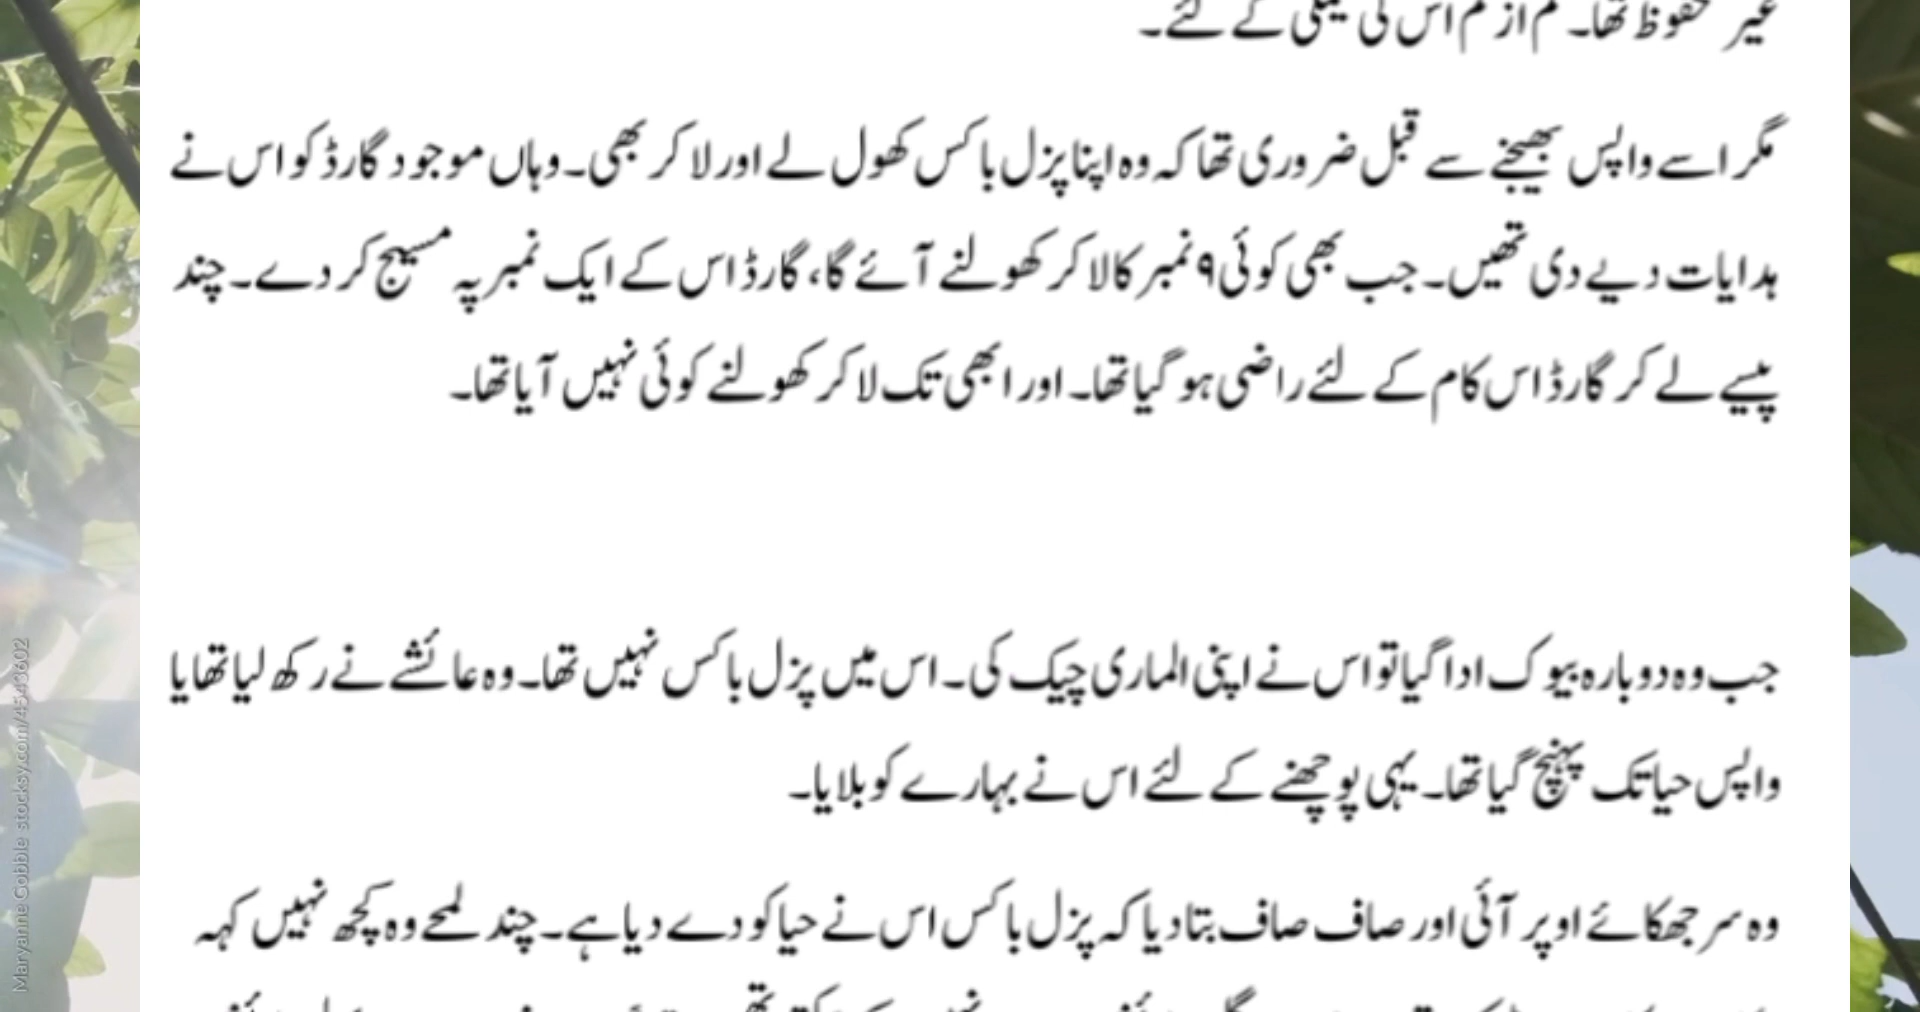 غیر محفوظ تھا۔ کم از کم اس کی فیملی کے لئے۔
مگر اسے واپس بھیجنے سے قبل ضروری تھا کہ وہ اپنا پزل باکس کھول لے اور لاکر بھی۔ وہاں موجود گارڈ کو اس نے
ہدایات دیے دی تھیں۔ جب بھی کوئی ۹ نمبر کا لاکر کھولنے آئے گا، گارڈ اس کے ایک نمبر پہ مسیج کر دے۔ چند
پیسے لے کر گارڈ اس کام کے لئے راضی ہو گیا تھا۔ اور ابھی تک لاکر کھولنے کوئی نہیں آیا تھا۔
جب وہ دوبارہ بیوک ادا گیا تو اس نے اپنی الماری چیک کی۔ اس میں پزل باکس نہیں تھا۔ وہ عائشے نے رکھ لیا تھا یا
واپس حیا تک پہنچ گیا تھا۔ یہی پوچھنے کے لئے اس نے بہارے کو بلایا۔
وہ سر جھکائے اوپر آئی اور صاف صاف بتا دیا کہ پزل باکس اس نے حیا کو دے دیا ہے۔ چند لمحے وہ کچھ نہیں کہہ
Maryanne Gobble stocksy.com/4543602